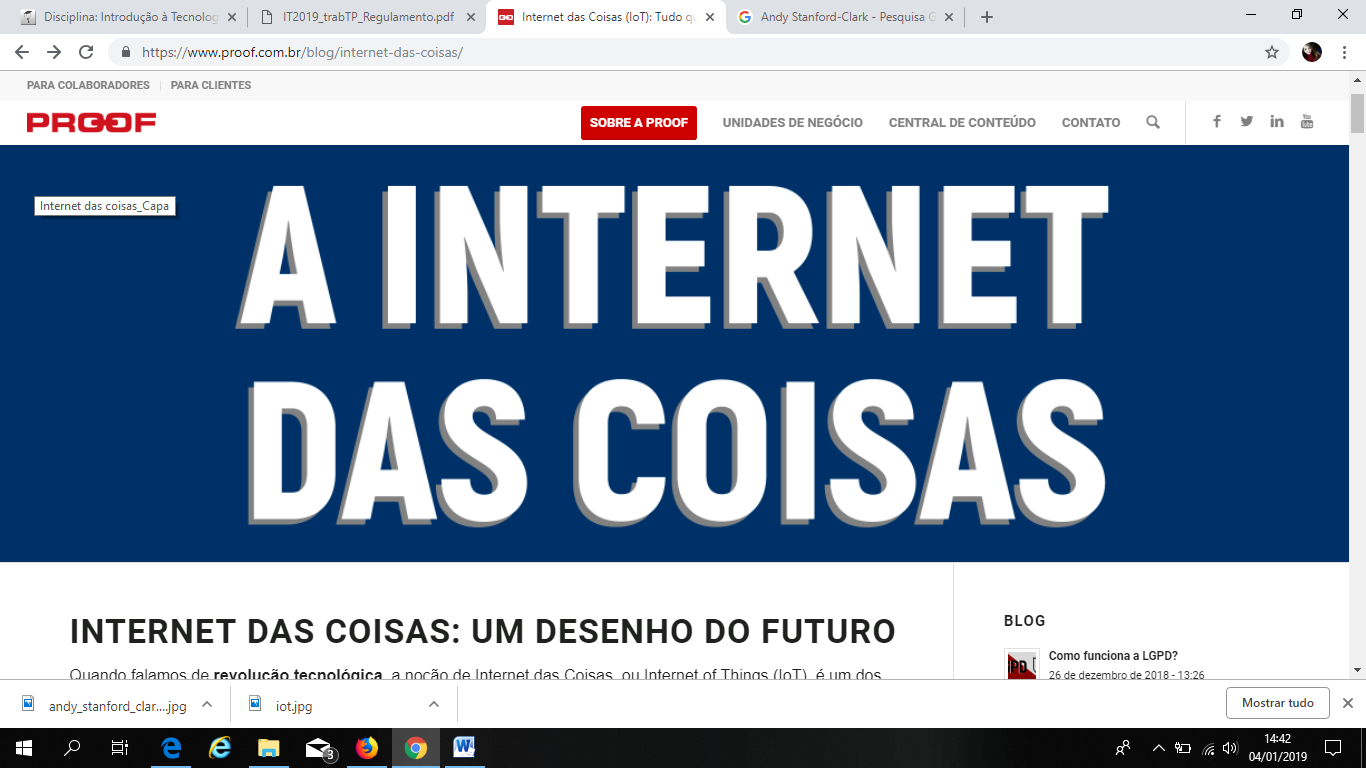 Disciplina: Introdução à Tecnolog
IT2019_trabTP_Regulamento.pdf
Internet das Coisas (IoT): Tudo qu
Andy Stanford-Clark - Pesquisa G
https://www.proof.com.br/blog/internet-das-coisas/
PARA COLABORADORES
PARA CLIENTES
PROOF
SOBRE A PROOF
UNIDADES DE NEGÓCIO
CENTRAL DE CONTEÚDO
CONTATO
You Tube
Internet das coisas_Capa
A INTERNET
DAS COISAS
INTERNET DAS COISAS: UM DESENHO DO FUTURO
Quando falamos de revolução tecnológica, a noção de Internet das Coisas, ou Internet of Things (IoT), é um dos
BLOG
Como funciona a LGPD?
26 de dezembro de 2018 - 13:26
andy_stanford_clar....jpg
iot.jpg
Mostrar tudo
3
14:42
04/01/2019